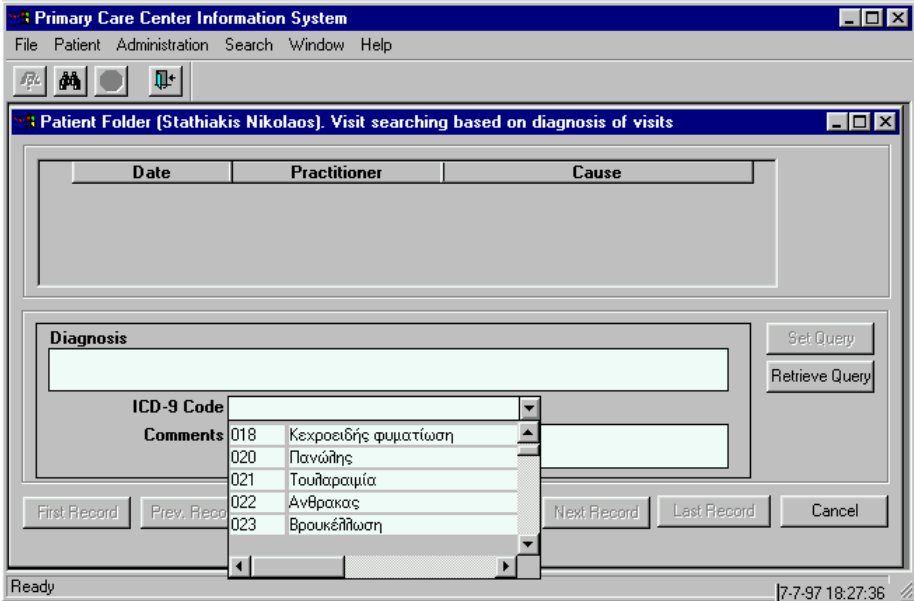 Primary Care Center Information System
File Patient Administration Search Window Help
Patient Folder (Stathiakis Nikolaos). Visit searching based on diagnosis of visits
Date Practitioner Cause
Diagnosis
Set Query
Retrieve Query
ICD-9 Code
Comments
018 Κεχροειδής φυματίωση
020 Πανώλης
021 Τουλαραιμία
022 Ανθρακας
023 Βρουκέλλωση
First Record Prev. Reco Next Record Last Record Cancel
Ready 7-7-97 18:27:36